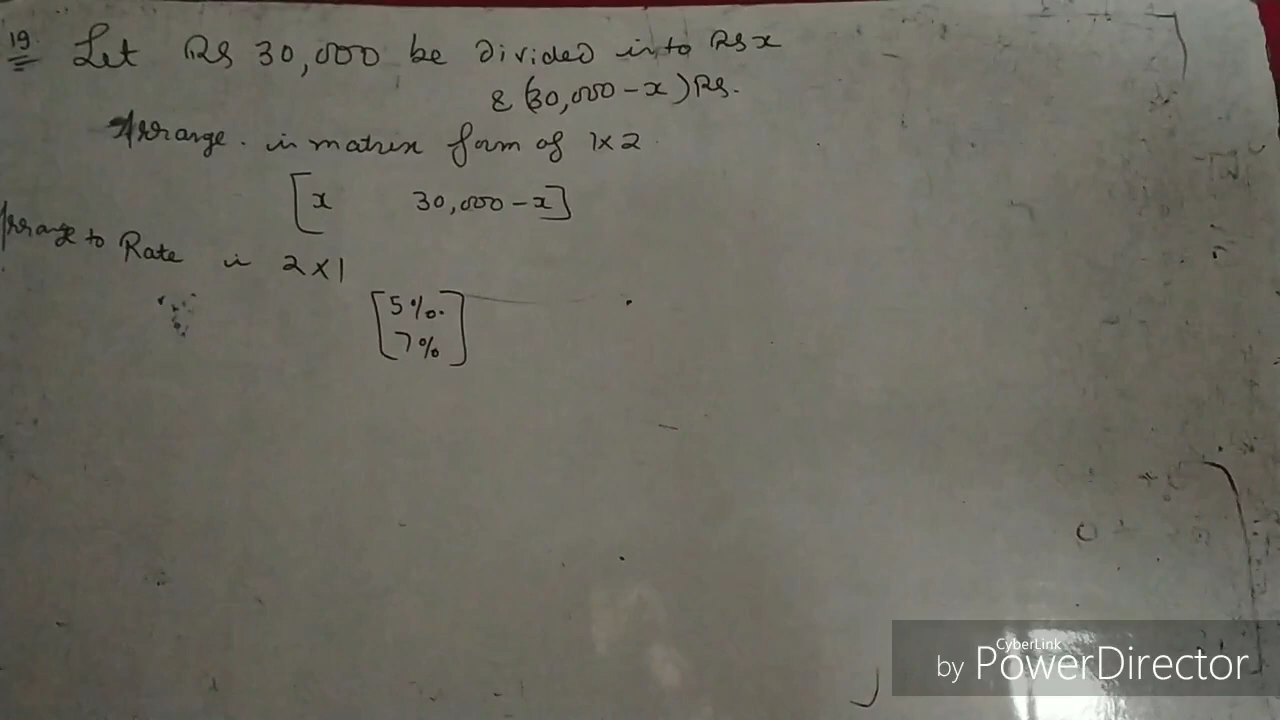 19. Let Rs 30,000 be Divided into Rs x
& (30,000 - x) Rs.
Arrange. in matrix form of 1×2
[x 30,000 - x]
Arrange to Rate in 2×1
[5%.
7%]
CyberLink
by PowerDirector